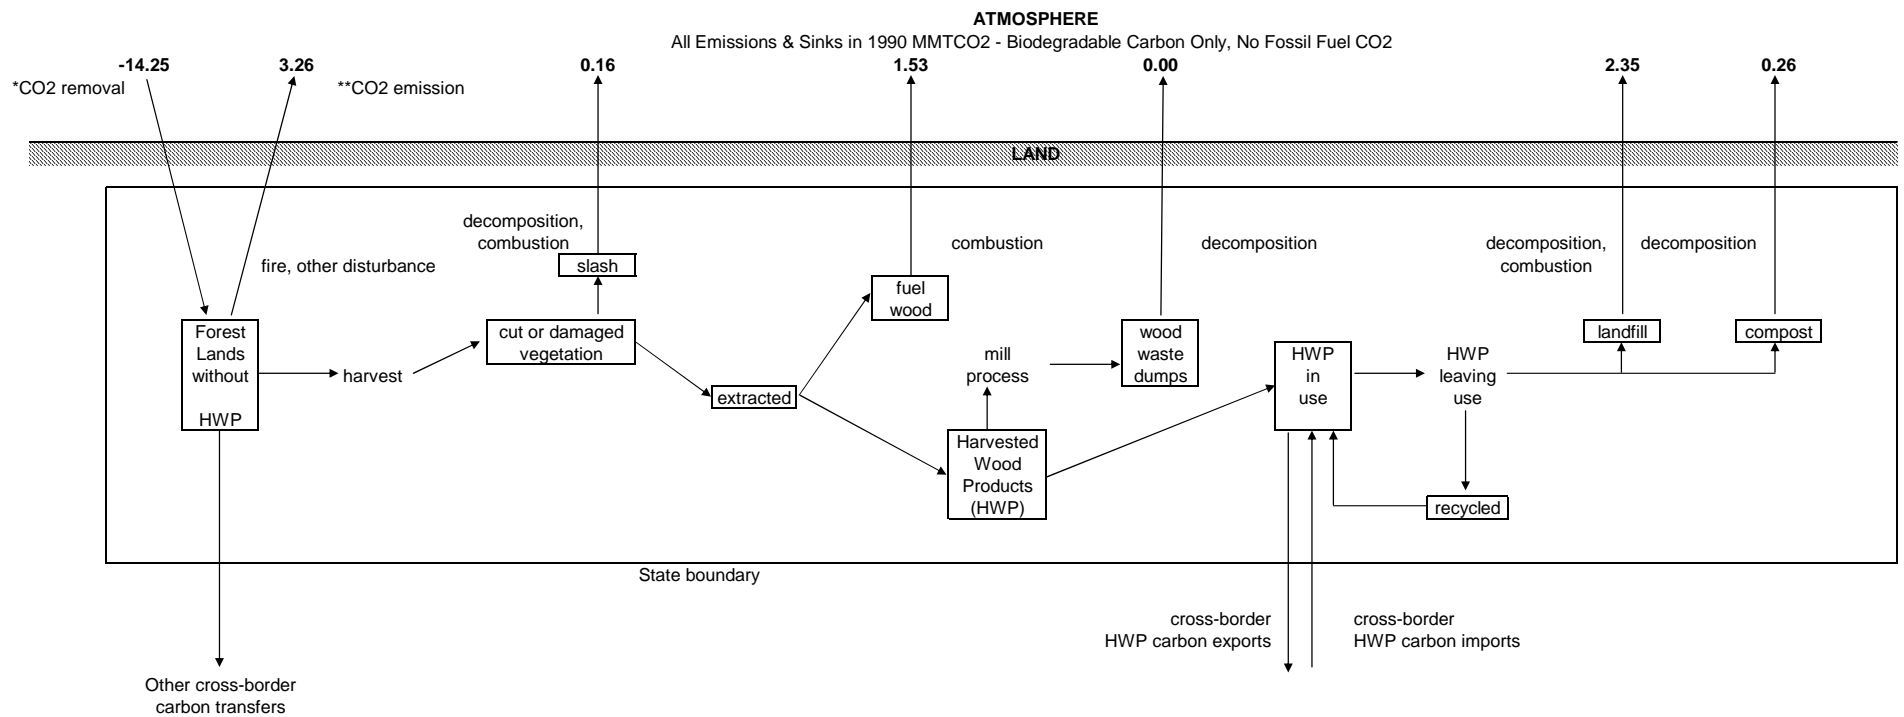 ATMOSPHERE
All Emissions & Sinks in 1990 MMTCO2 - Biodegradable Carbon Only, No Fossil Fuel CO2
-14.25
3.26
0.16
1.53
0.00
2.35
0.26
*CO2 removal
**CO2 emission
LAND
decomposition,
combustion
combustion
decomposition
decomposition,
combustion
decomposition
fire, other disturbance
slash
fuel
wood
Forest
Lands
without
HWP
harvest
cut or damaged
vegetation
extracted
mill
process
wood
waste
dumps
Harvested
Wood
Products
(HWP)
HWP
in
use
HWP
leaving
use
landfill
compost
recycled
State boundary
cross-border
HWP carbon exports
cross-border
HWP carbon imports
Other cross-border
carbon transfers